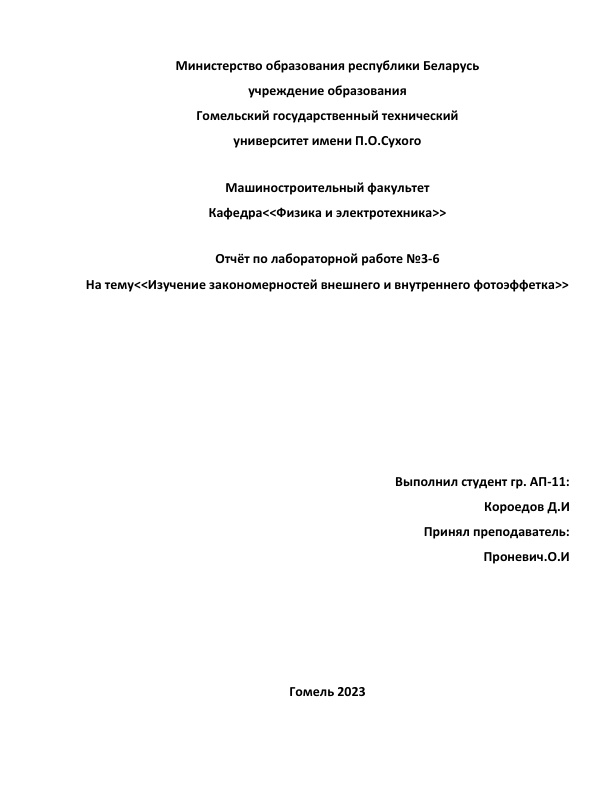 Министерство образования республики Беларусь
учреждение образования
Гомельский государственный технический
университет имени П.О.Сухого
Машиностроительный факультет
Кафедра<<Физика и электротехника>>
Отчёт по лабораторной работе №3-6
На тему<<Изучение закономерностей внешнего и внутреннего фотоэффетка>>
Выполнил студент гр. АП-11:
Короедов Д.И
Принял преподаватель:
Проневич.О.И
Гомель 2023